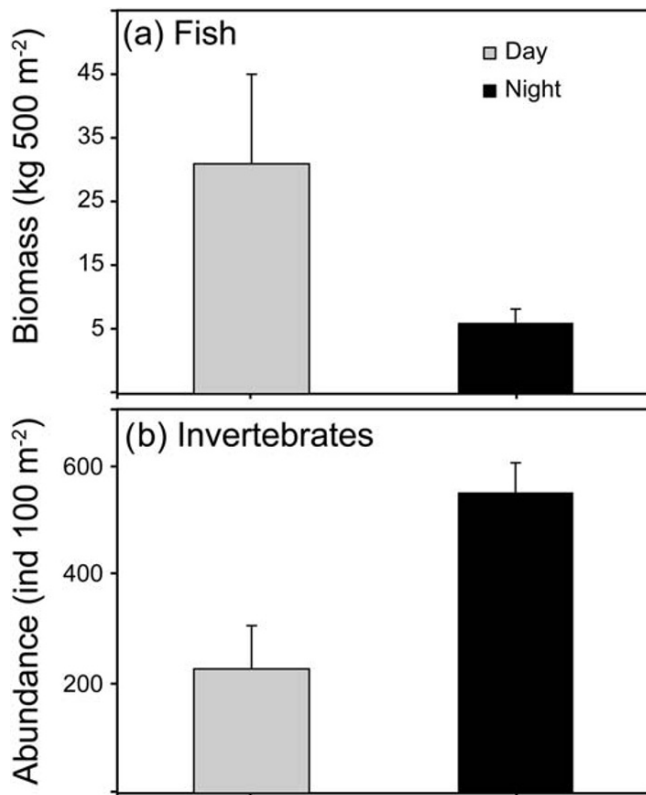 (a) Fish
Day
Night
Biomass (kg 500 m⁻²)
45
35
25
15
5
(b) Invertebrates
Abundance (ind 100 m⁻²)
600
400
200